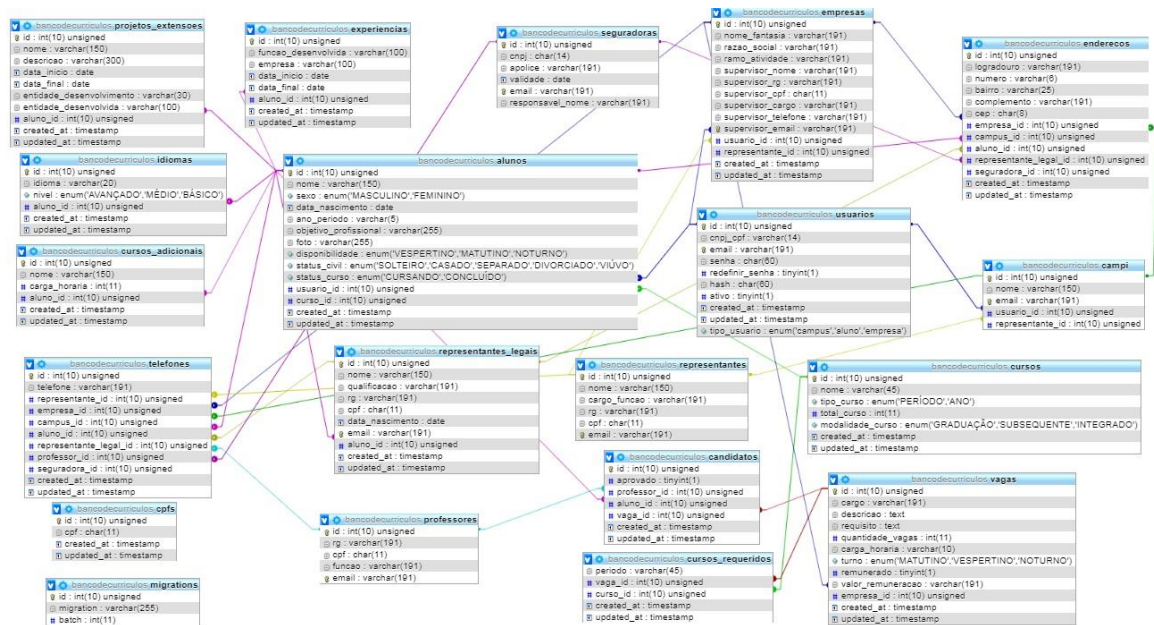 bancodecurriculos projetos_extensoes
id : int(10) unsigned
nome : varchar(150)
descricao : varchar(300)
data_inicio : date
data_final : date
entidade_desenvolvimento : varchar(30)
entidade_desenvolvida : varchar(100)
aluno_id : int(10) unsigned
created_at : timestamp
updated_at : timestamp
bancodecurriculos experiencias
id : int(10) unsigned
funcao_desenvolvida : varchar(100)
empresa : varchar(100)
data_inicio : date
data_final : date
aluno_id : int(10) unsigned
created_at : timestamp
updated_at : timestamp
bancodecurriculos seguradoras
id : int(10) unsigned
cnpj : char(14)
apolice : varchar(191)
validade : date
email : varchar(191)
responsavel_nome : varchar(191)
bancodecurriculos empresas
id : int(10) unsigned
nome_fantasia : varchar(191)
razao_social : varchar(191)
ramo_atividade : varchar(191)
supervisor_nome : varchar(191)
supervisor_rg : varchar(191)
supervisor_cpf : char(11)
supervisor_cargo : varchar(191)
supervisor_telefone : varchar(191)
supervisor_email : varchar(191)
usuario_id : int(10) unsigned
representante_id : int(10) unsigned
created_at : timestamp
updated_at : timestamp
bancodecurriculos enderecos
id : int(10) unsigned
logradouro : varchar(191)
numero : varchar(6)
bairro : varchar(25)
complemento : varchar(191)
cep : char(8)
empresa_id : int(10) unsigned
campus_id : int(10) unsigned
aluno_id : int(10) unsigned
representante_legal_id : int(10) unsigned
seguradora_id : int(10) unsigned
created_at : timestamp
updated_at : timestamp
bancodecurriculos idiomas
id : int(10) unsigned
idioma : varchar(20)
nivel : enum('AVANÇADO','MÉDIO','BÁSICO')
aluno_id : int(10) unsigned
created_at : timestamp
updated_at : timestamp
bancodecurriculos alunos
id : int(10) unsigned
nome : varchar(150)
sexo : enum('MASCULINO','FEMININO')
data_nascimento : date
ano_periodo : varchar(5)
objetivo_profissional : varchar(255)
foto : varchar(255)
disponibilidade : enum('VESPERTINO','MATUTINO','NOTURNO')
status_civil : enum('SOLTEIRO','CASADO','SEPARADO','DIVORCIADO','VIÚVO')
status_curso : enum('CURSANDO','CONCLUÍDO')
usuario_id : int(10) unsigned
curso_id : int(10) unsigned
created_at : timestamp
updated_at : timestamp
bancodecurriculos usuarios
id : int(10) unsigned
cnpj_cpf : varchar(14)
email : varchar(191)
senha : char(60)
redefinir_senha : tinyint(1)
hash : char(60)
ativo : tinyint(1)
created_at : timestamp
updated_at : timestamp
tipo_usuario : enum('campus','aluno','empresa')
bancodecurriculos cursos_adicionais
id : int(10) unsigned
nome : varchar(150)
carga_horaria : int(11)
aluno_id : int(10) unsigned
created_at : timestamp
updated_at : timestamp
bancodecurriculos campi
id : int(10) unsigned
nome : varchar(150)
email : varchar(191)
usuario_id : int(10) unsigned
representante_id : int(10) unsigned
bancodecurriculos telefones
id : int(10) unsigned
telefone : varchar(191)
representante_id : int(10) unsigned
empresa_id : int(10) unsigned
campus_id : int(10) unsigned
aluno_id : int(10) unsigned
representante_legal_id : int(10) unsigned
professor_id : int(10) unsigned
seguradora_id : int(10) unsigned
created_at : timestamp
updated_at : timestamp
bancodecurriculos representantes_legais
id : int(10) unsigned
nome : varchar(150)
qualificacao : varchar(191)
rg : varchar(191)
cpf : char(11)
data_nascimento : date
email : varchar(191)
aluno_id : int(10) unsigned
created_at : timestamp
updated_at : timestamp
bancodecurriculos representantes
id : int(10) unsigned
nome : varchar(150)
cargo_funcao : varchar(191)
rg : varchar(191)
cpf : char(11)
email : varchar(191)
bancodecurriculos cursos
id : int(10) unsigned
nome : varchar(45)
tipo_curso : enum('PERÍODO','ANO')
total_curso : int(11)
modalidade_curso : enum('GRADUAÇÃO','SUBSEQUENTE','INTEGRADO')
created_at : timestamp
updated_at : timestamp
bancodecurriculos candidatos
id : int(10) unsigned
aprovado : tinyint(1)
professor_id : int(10) unsigned
aluno_id : int(10) unsigned
vaga_id : int(10) unsigned
created_at : timestamp
updated_at : timestamp
bancodecurriculos vagas
id : int(10) unsigned
cargo : varchar(191)
descricao : text
requisito : text
quantidade_vagas : int(11)
carga_horaria : varchar(10)
turno : enum('MATUTINO','VESPERTINO','NOTURNO')
remunerado : tinyint(1)
valor_remuneracao : varchar(191)
empresa_id : int(10) unsigned
created_at : timestamp
updated_at : timestamp
bancodecurriculos cpfs
id : int(10) unsigned
cpf : char(11)
created_at : timestamp
updated_at : timestamp
bancodecurriculos professores
id : int(10) unsigned
rg : varchar(191)
cpf : char(11)
funcao : varchar(191)
email : varchar(191)
bancodecurriculos cursos_requeridos
periodo : varchar(45)
vaga_id : int(10) unsigned
curso_id : int(10) unsigned
created_at : timestamp
updated_at : timestamp
bancodecurriculos migrations
id : int(10) unsigned
migration : varchar(255)
batch : int(11)